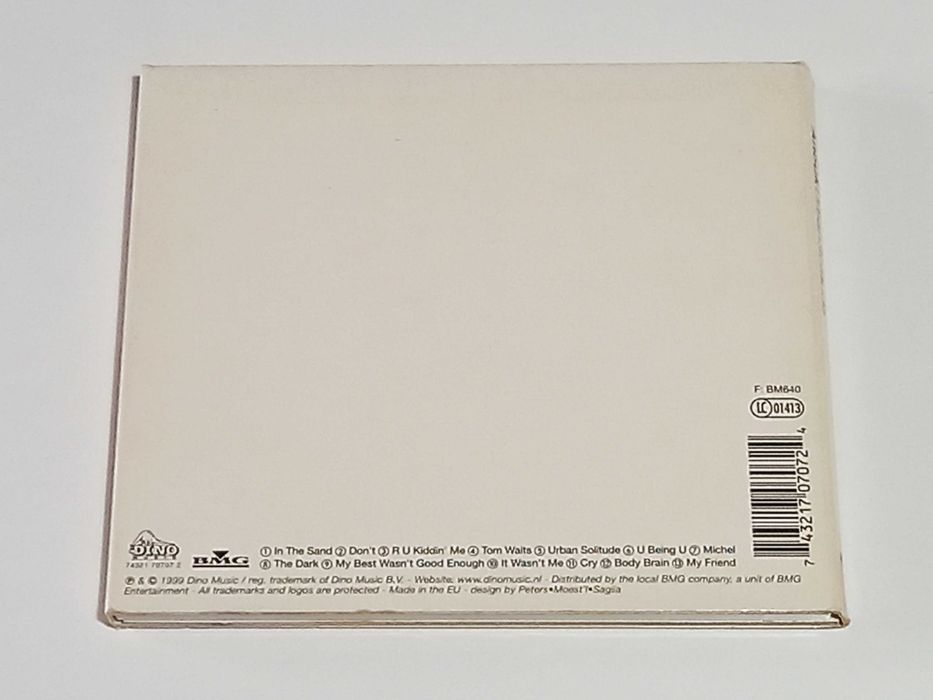 F: BM640
LC 01413
7 43217 07072 4
DINO
MUSIC
74321 70707 2
BMG
① In The Sand ② Don't ③ R U Kiddin' Me ④ Tom Waits ⑤ Urban Solitude ⑥ U Being U ⑦ Michel
⑧ The Dark ⑨ My Best Wasn't Good Enough ⑩ It Wasn't Me ⑪ Cry ⑫ Body Brain ⑬ My Friend
℗ & © 1999 Dino Music / reg. trademark of Dino Music B.V. - Website: www.dinomusic.nl - Distributed by the local BMG company, a unit of BMG
Entertainment - All trademarks and logos are protected - Made in the EU - design by Peters•Moest'l•Saglia